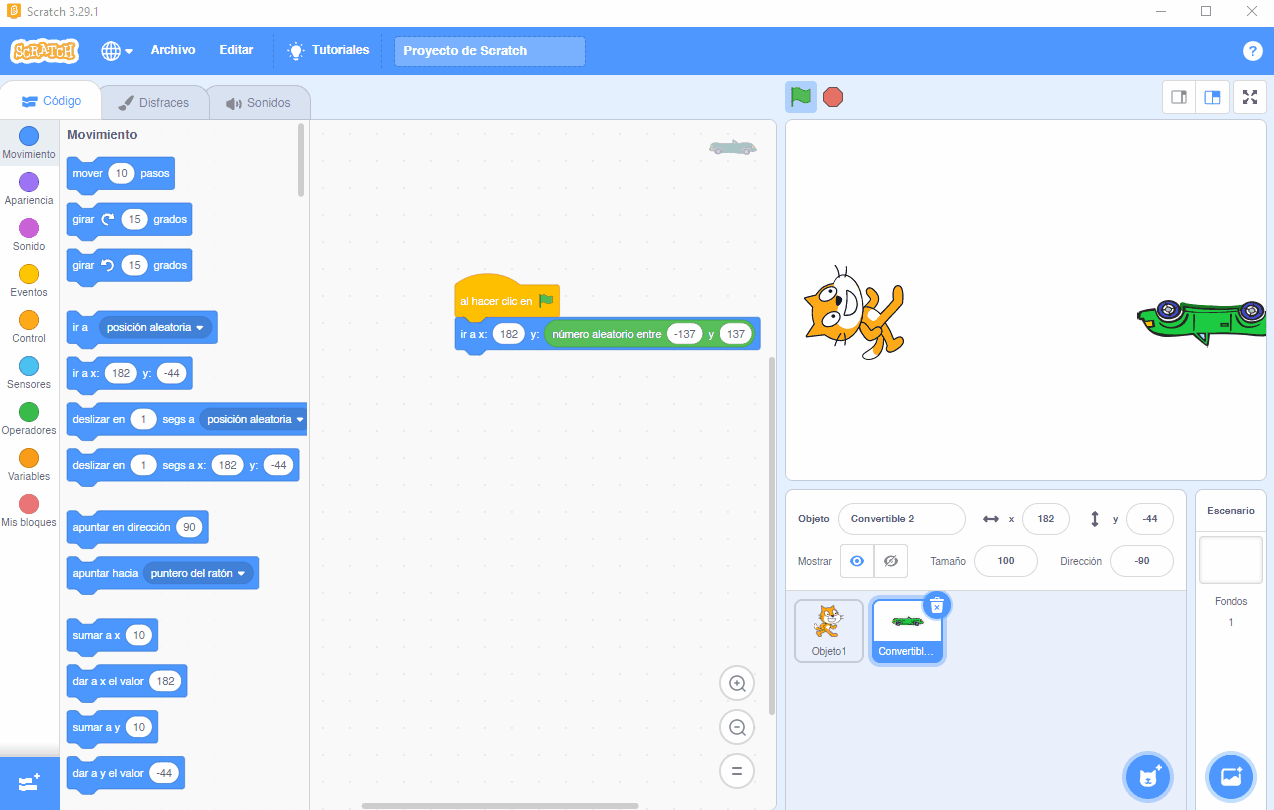 Scratch 3.29.1
SCRATCH Archivo Editar Tutoriales Proyecto de Scratch ?
Código Disfraces Sonidos
Movimiento
Apariencia
Sonido
Eventos
Control
Sensores
Operadores
Variables
Mis bloques
Movimiento
mover 10 pasos
girar 15 grados
girar 15 grados
ir a posición aleatoria
ir a x: 182 y: -44
deslizar en 1 segs a posición aleatoria
deslizar en 1 segs a x: 182 y: -44
apuntar en dirección 90
apuntar hacia puntero del ratón
sumar a x 10
dar a x el valor 182
sumar a y 10
dar a y el valor -44
al hacer clic en
ir a x: 182 y: número aleatorio entre -137 y 137
Objeto Convertible 2 x 182 y -44
Mostrar Tamaño 100 Dirección -90
Objeto1
Convertibl...
Escenario
Fondos
1